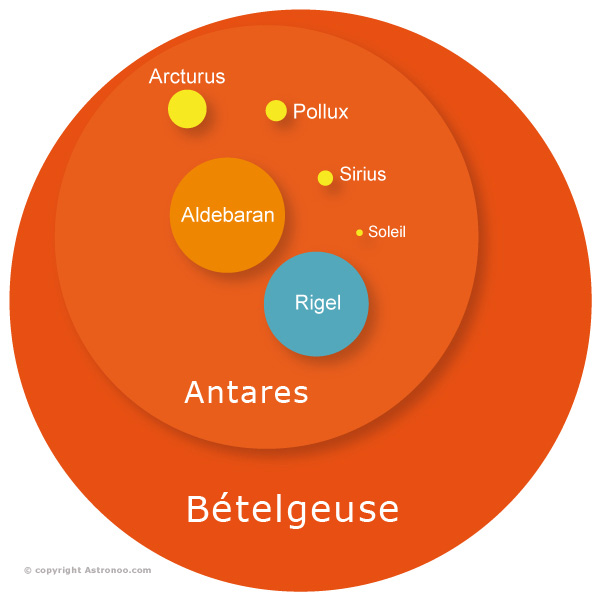 Arcturus
Pollux
Sirius
Aldebaran
Soleil
Rigel
Antares
Bételgeuse
© copyright Astronoo.com